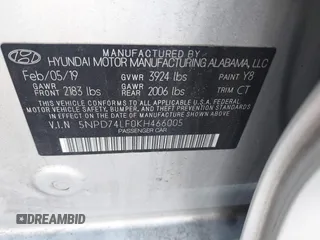 MANUFACTURED BY
HYUNDAI MOTOR MANUFACTURING ALABAMA, LLC
Feb/05/19 GVWR 3924 lbs PAINT Y8
GAWR FRONT 2183 lbs GAWR REAR 2006 lbs TRIM CT
THIS VEHICLE CONFORMS TO ALL APPLICABLE FEDERAL
MOTOR VEHICLE SAFETY, BUMPER, AND THEFT PREVENTION
STANDARDS IN EFFECT ON THE DATE OF MANUFACTURE
SHOWN ABOVE.
V.I.N: 5NPD74LF0KH466005
PASSENGER CAR
DREAMBID